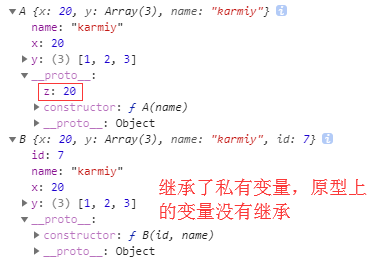 ▼A {x: 20, y: Array(3), name: "karmiy"} i
name: "karmiy"
x: 20
▶y: (3) [1, 2, 3]
▼__proto__:
z: 20
▶constructor: ƒ A(name)
▶__proto__: Object
▼B {x: 20, y: Array(3), name: "karmiy", id: 7} i
id: 7
name: "karmiy"
x: 20
▶y: (3) [1, 2, 3]
▼__proto__:
▶constructor: ƒ B(id, name)
▶__proto__: Object
继承了私有变量，原型上
的变量没有继承